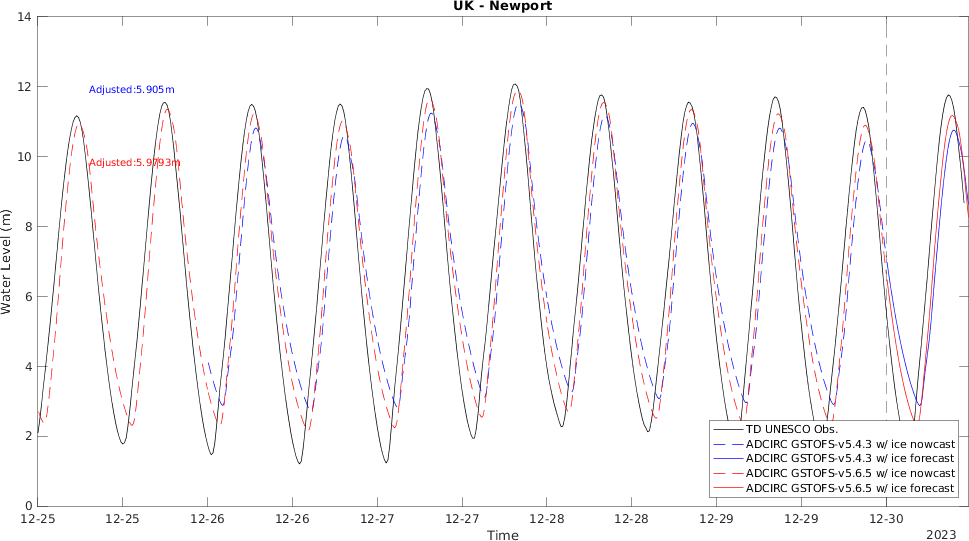 UK - Newport
14
12
10
8
6
4
2
0
Water Level (m)
Adjusted:5.905m
Adjusted:5.9793m
TD UNESCO Obs.
ADCIRC GSTOFS-v5.4.3 w/ ice nowcast
ADCIRC GSTOFS-v5.4.3 w/ ice forecast
ADCIRC GSTOFS-v5.6.5 w/ ice nowcast
ADCIRC GSTOFS-v5.6.5 w/ ice forecast
12-25 12-25 12-26 12-26 12-27 12-27 12-28 12-28 12-29 12-29 12-30
Time
2023